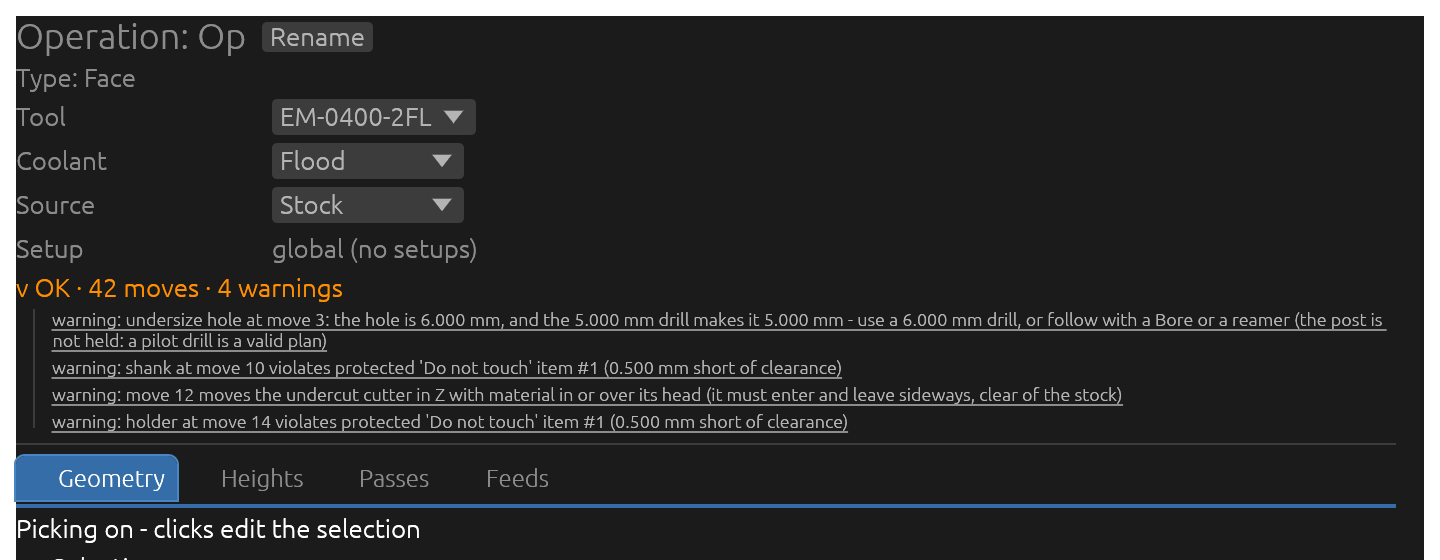 Operation: Op Rename
Type: Face
Tool EM-0400-2FL
Coolant Flood
Source Stock
Setup global (no setups)
v OK · 42 moves · 4 warnings
warning: undersize hole at move 3: the hole is 6.000 mm, and the 5.000 mm drill makes it 5.000 mm - use a 6.000 mm drill, or follow with a Bore or a reamer (the post is
not held: a pilot drill is a valid plan)
warning: shank at move 10 violates protected 'Do not touch' item #1 (0.500 mm short of clearance)
warning: move 12 moves the undercut cutter in Z with material in or over its head (it must enter and leave sideways, clear of the stock)
warning: holder at move 14 violates protected 'Do not touch' item #1 (0.500 mm short of clearance)
Geometry Heights Passes Feeds
Picking on - clicks edit the selection